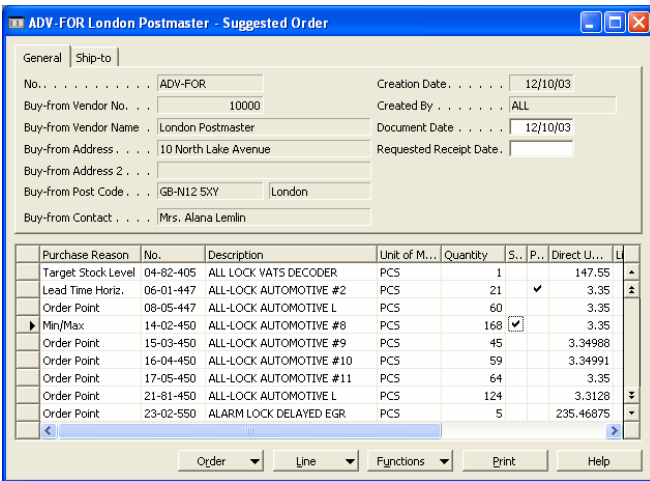 ADV-FOR London Postmaster - Suggested Order
General Ship-to
No. . . . . . . . . . . . ADV-FOR Creation Date. . . . . . 12/10/03
Buy-from Vendor No. . . 10000 Created By . . . . . . . ALL
Buy-from Vendor Name . London Postmaster Document Date . . . . . 12/10/03
Buy-from Address. . . . 10 North Lake Avenue Requested Receipt Date.
Buy-from Address 2 . . .
Buy-from Post Code . . . GB-N12 5XY London
Buy-from Contact . . . . Mrs. Alana Lemlin
Purchase Reason No. Description Unit of M... Quantity S.. P.. Direct U... Li
Target Stock Level 04-82-405 ALL LOCK VATS DECODER PCS 1 147.55
Lead Time Horiz. 06-01-447 ALL-LOCK AUTOMOTIVE #2 PCS 21 ✔ 3.35
Order Point 08-05-447 ALL-LOCK AUTOMOTIVE L PCS 60 3.35
Min/Max 14-02-450 ALL-LOCK AUTOMOTIVE #8 PCS 168 ✔ 3.35
Order Point 15-03-450 ALL-LOCK AUTOMOTIVE #9 PCS 45 3.34988
Order Point 16-04-450 ALL-LOCK AUTOMOTIVE #10 PCS 59 3.34991
Order Point 17-05-450 ALL-LOCK AUTOMOTIVE #11 PCS 64 3.35
Order Point 21-81-450 ALL-LOCK AUTOMOTIVE L PCS 124 3.3128
Order Point 23-02-550 ALARM LOCK DELAYED EGR PCS 5 235.46875
Order Line Functions Print Help